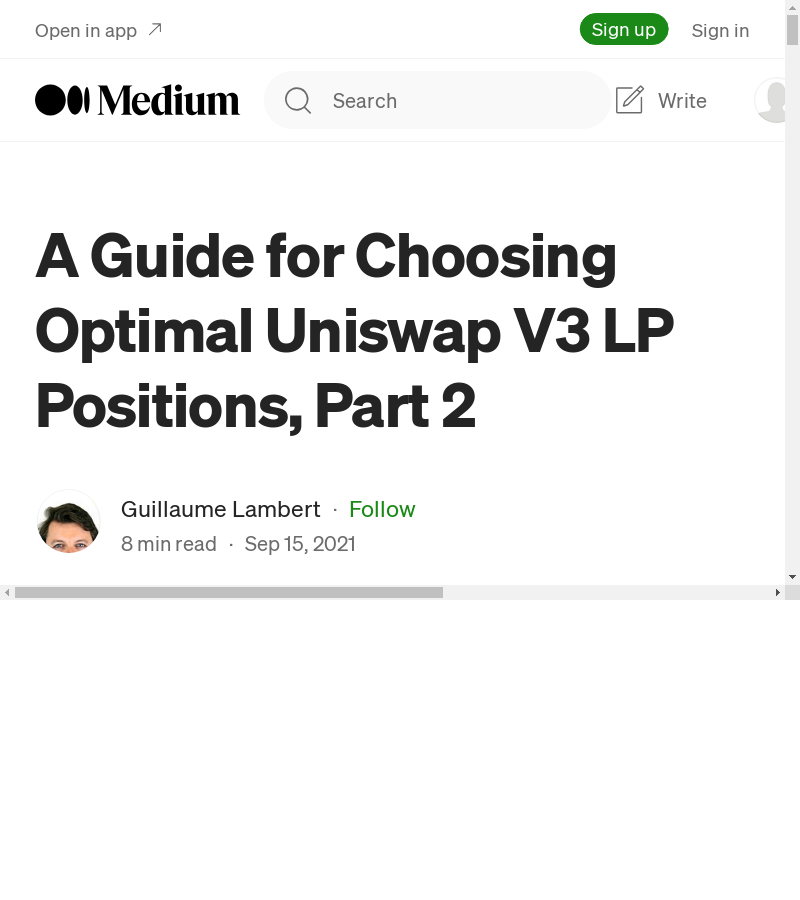 Open in app
Sign up
Sign in
Medium
Search
Write
A Guide for Choosing
Optimal Uniswap V3 LP
Positions, Part 2
Guillaume Lambert · Follow
8 min read · Sep 15, 2021